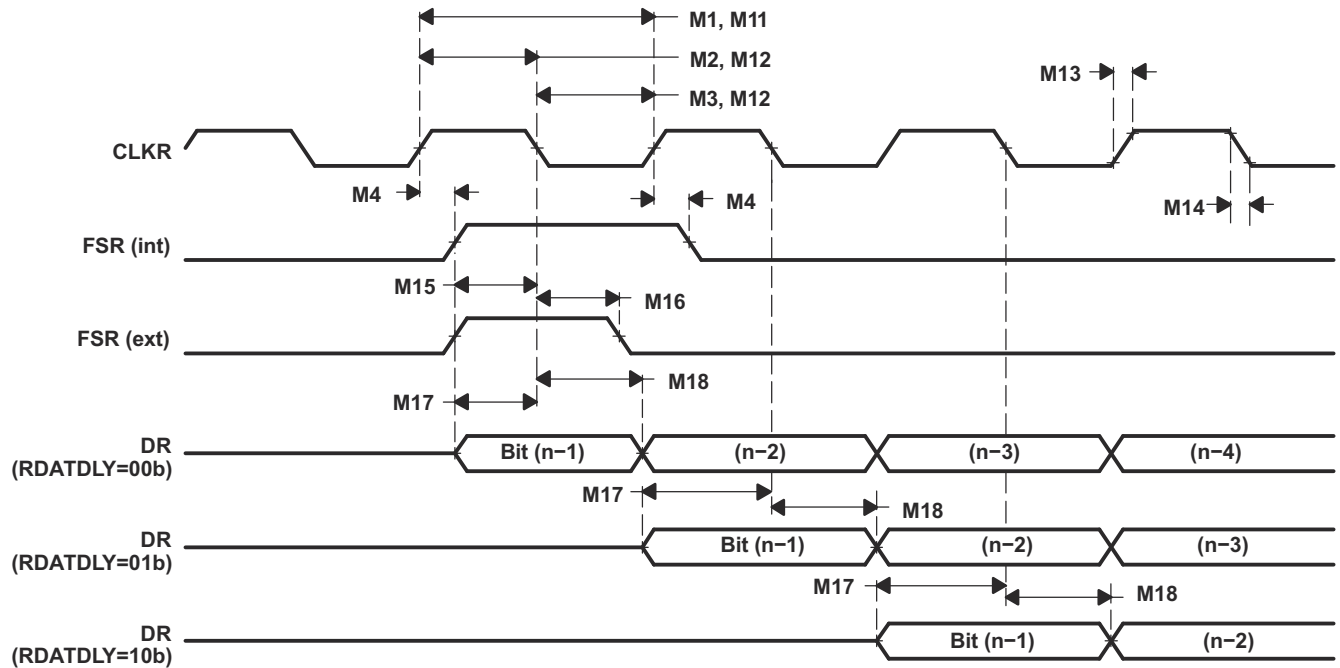 M1, M11
M2, M12
M13
M3, M12
CLKR
M4
M4
M14
FSR (int)
M15
M16
FSR (ext)
M18
M17
DR
(RDATDLY=00b)
Bit (n−1)
(n−2)
(n−3)
(n−4)
M17
M18
DR
(RDATDLY=01b)
Bit (n−1)
(n−2)
(n−3)
M17
M18
DR
(RDATDLY=10b)
Bit (n−1)
(n−2)